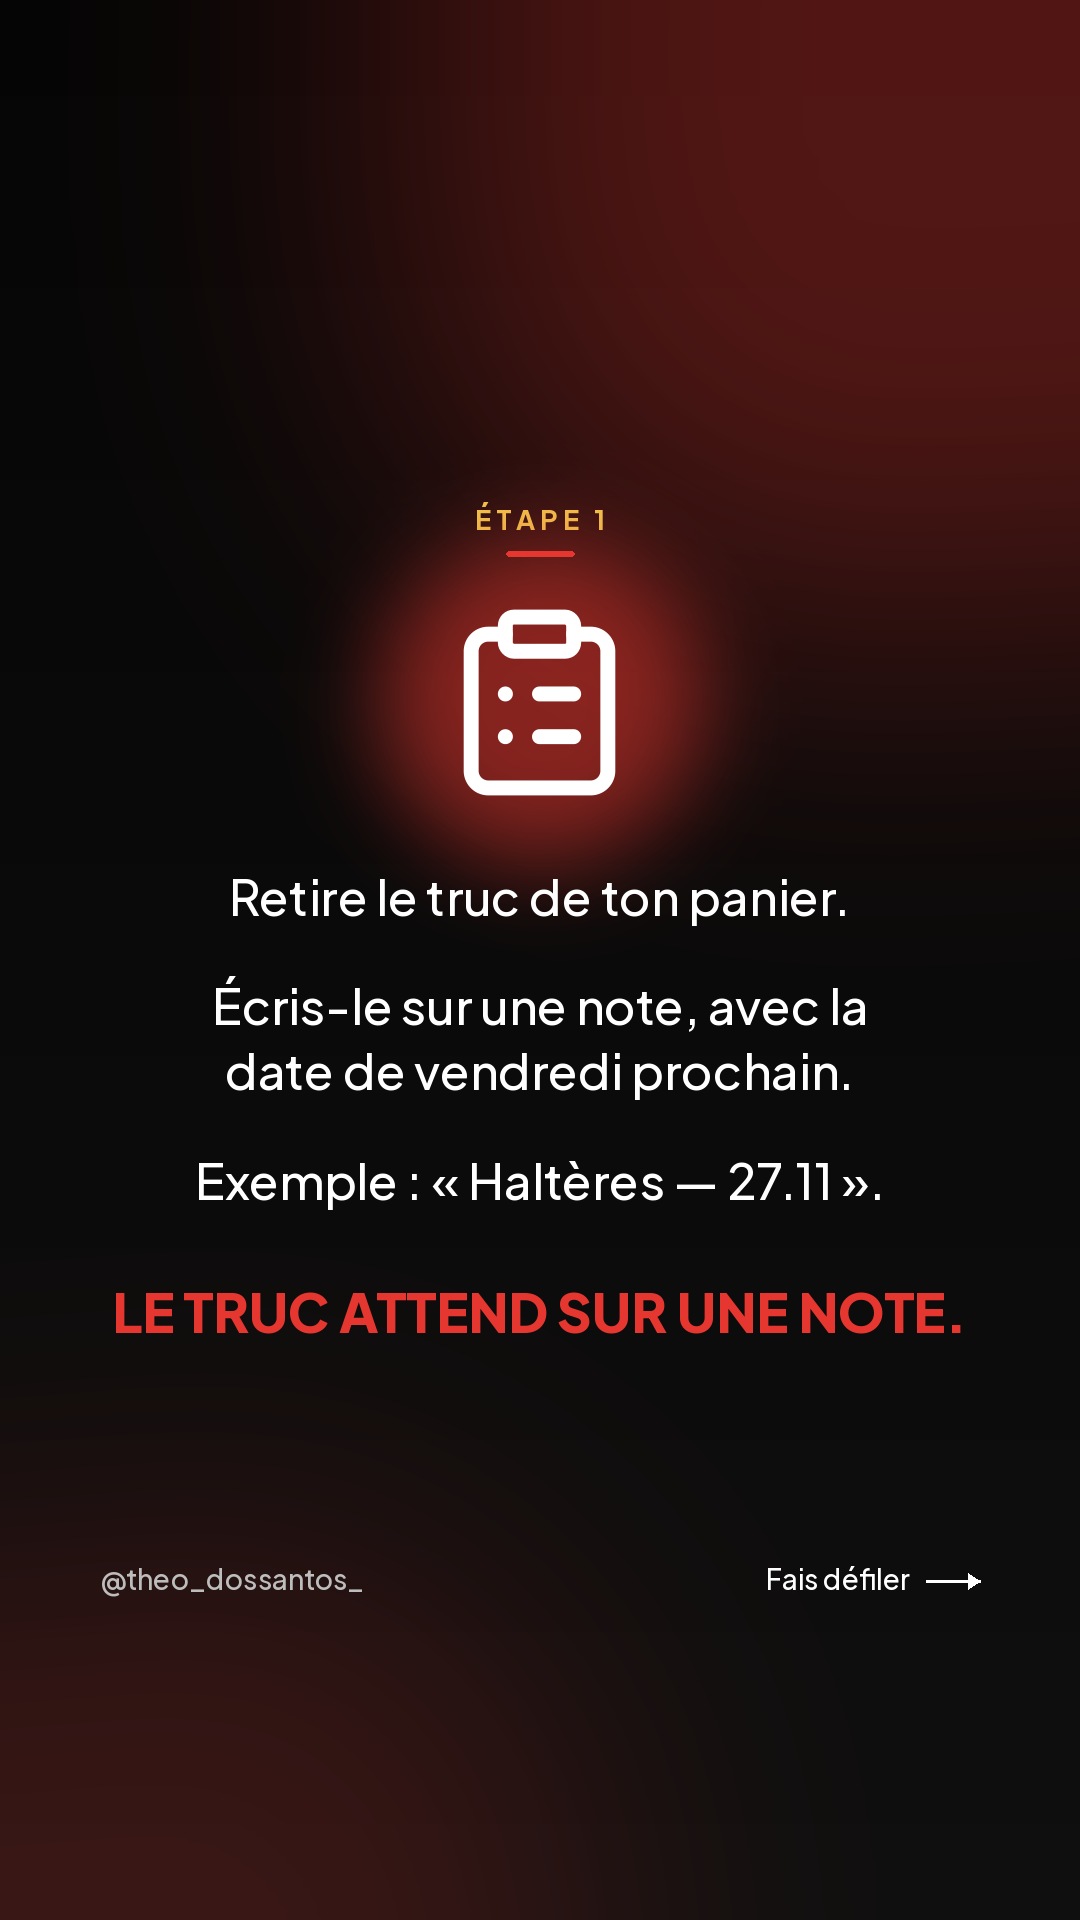 ÉTAPE 1
Retire le truc de ton panier.
Écris-le sur une note, avec la
date de vendredi prochain.
Exemple : « Haltères — 27.11 ».
LE TRUC ATTEND SUR UNE NOTE.
@theo_dossantos_
Fais défiler